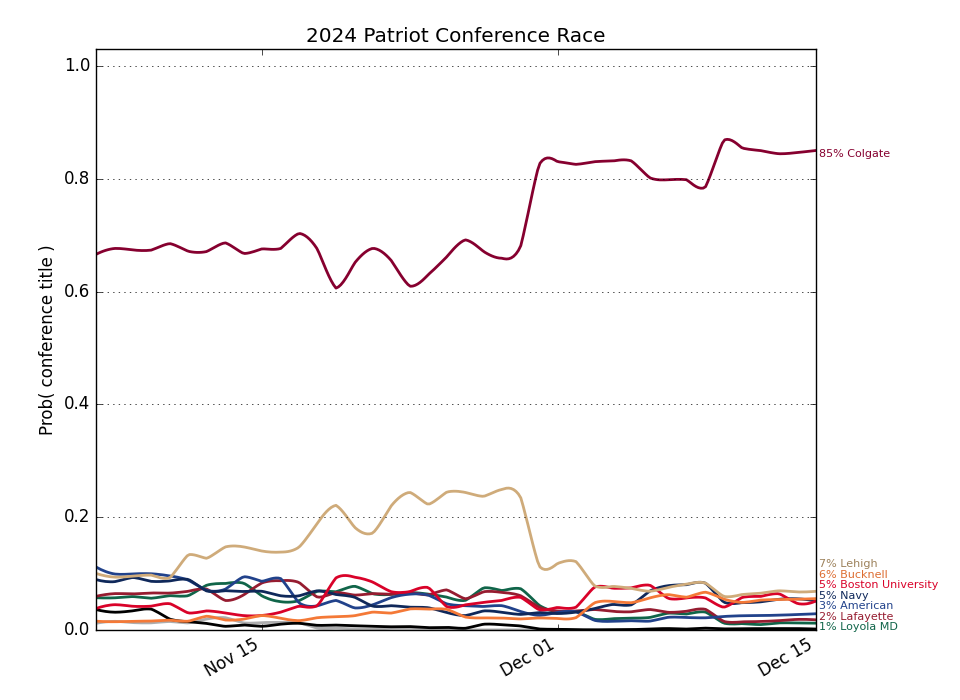 2024 Patriot Conference Race
1.0
0.8
0.6
0.4
0.2
0.0
Prob( conference title )
Nov 15
Dec 01
Dec 15
85% Colgate
7% Lehigh
6% Bucknell
5% Boston University
5% Navy
3% American
2% Lafayette
1% Loyola MD